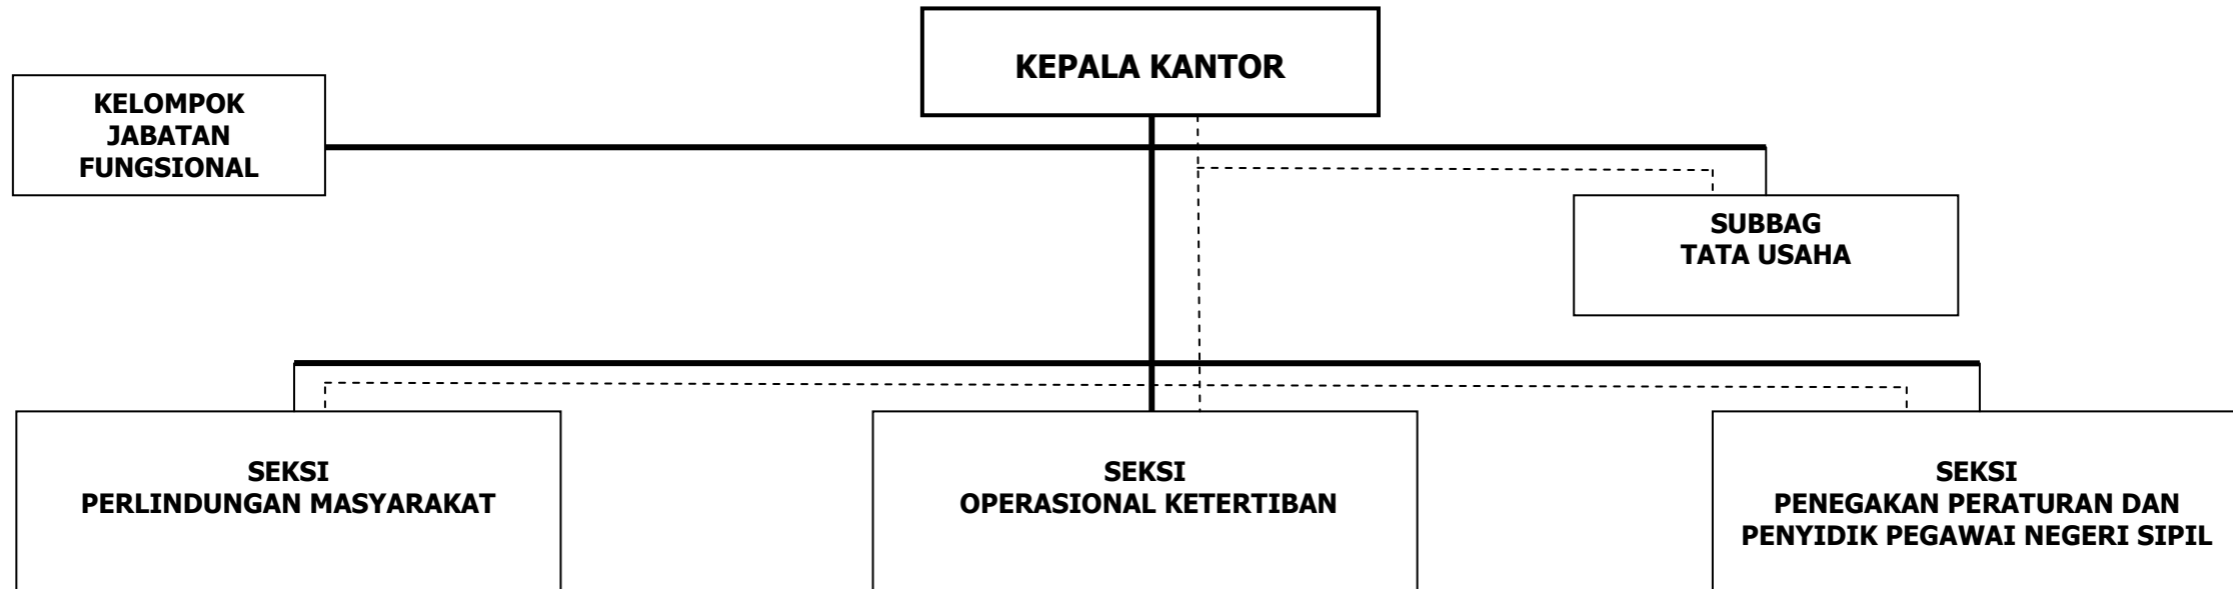 KEPALA KANTOR
KELOMPOK
JABATAN
FUNGSIONAL
SUBBAG
TATA USAHA
SEKSI
PERLINDUNGAN MASYARAKAT
SEKSI
OPERASIONAL KETERTIBAN
SEKSI
PENEGAKAN PERATURAN DAN
PENYIDIK PEGAWAI NEGERI SIPIL